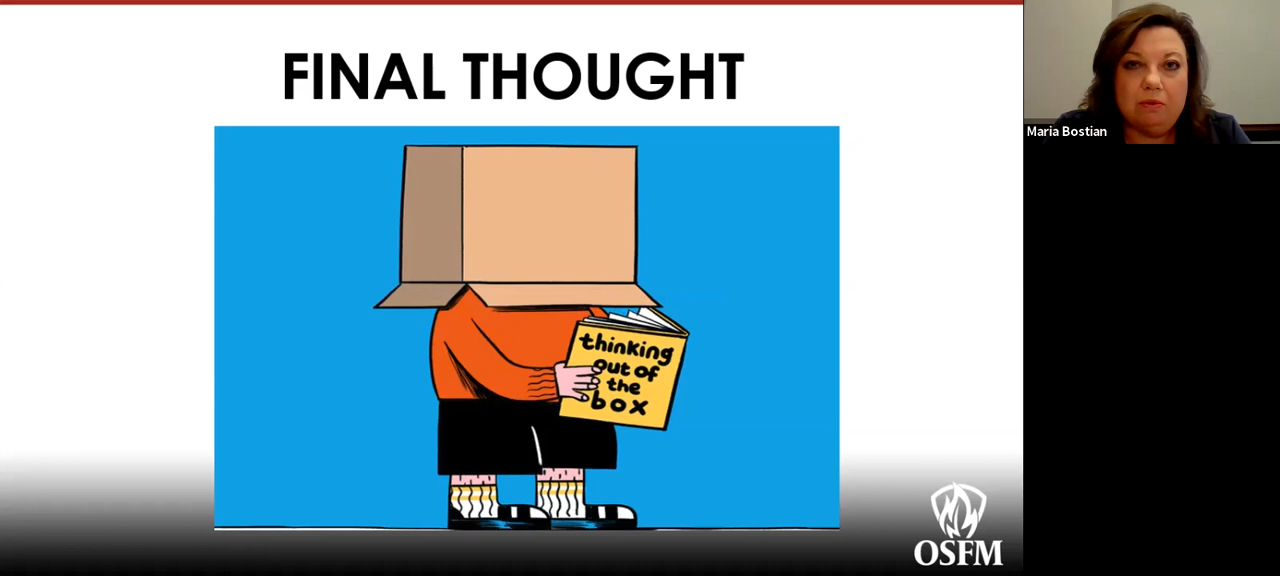 FINAL THOUGHT
thinking
out of
the
box
OSFM
Maria Bostian